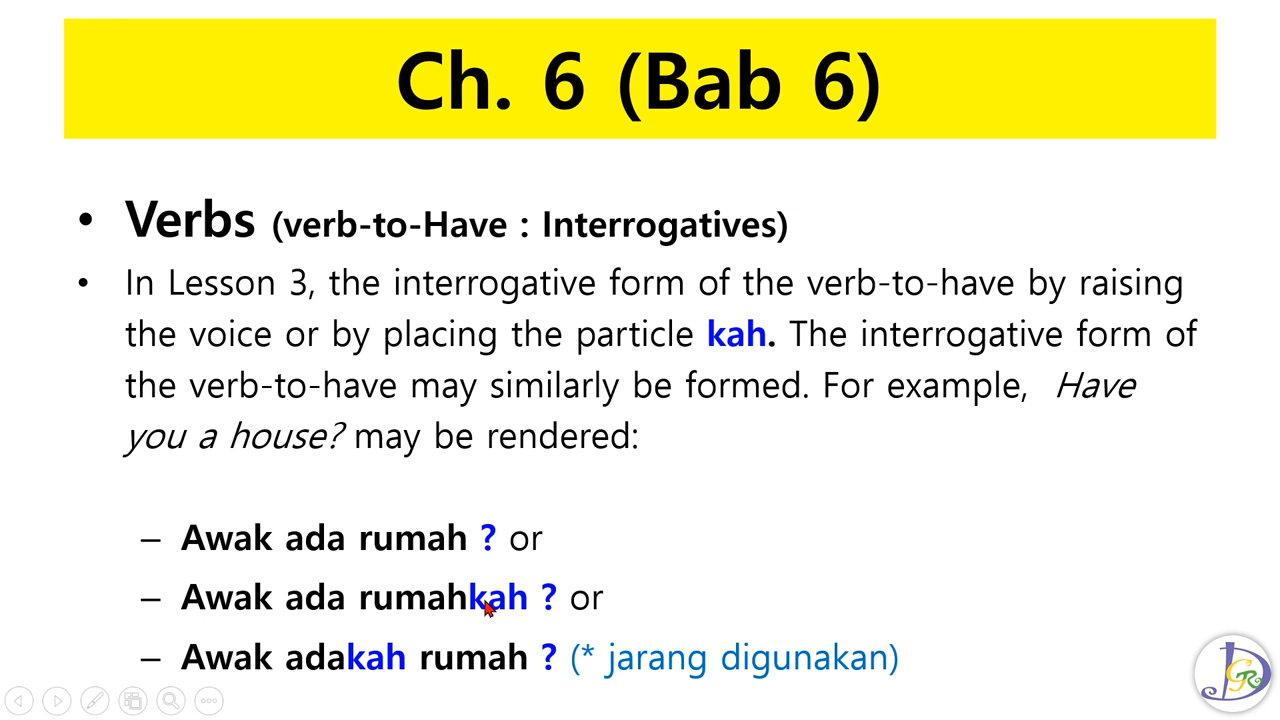 Ch. 6 (Bab 6)
• Verbs (verb-to-Have : Interrogatives)
• In Lesson 3, the interrogative form of the verb-to-have by raising
the voice or by placing the particle kah. The interrogative form of
the verb-to-have may similarly be formed. For example, Have
you a house? may be rendered:
– Awak ada rumah ? or
– Awak ada rumahkah ? or
– Awak adakah rumah ? (* jarang digunakan)